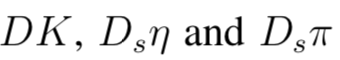 DK, D_sη and D_sπ